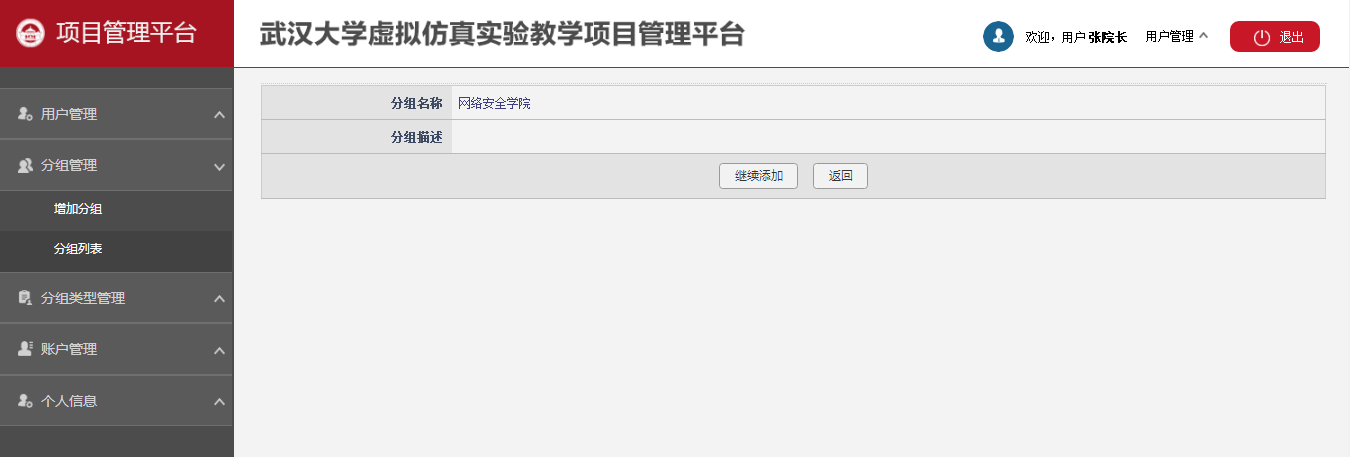 项目管理平台
武汉大学虚拟仿真实验教学项目管理平台
欢迎，用户 张院长
用户管理
退出
用户管理
分组管理
增加分组
分组列表
分组类型管理
账户管理
个人信息
分组名称 网络安全学院
分组描述
继续添加 返回